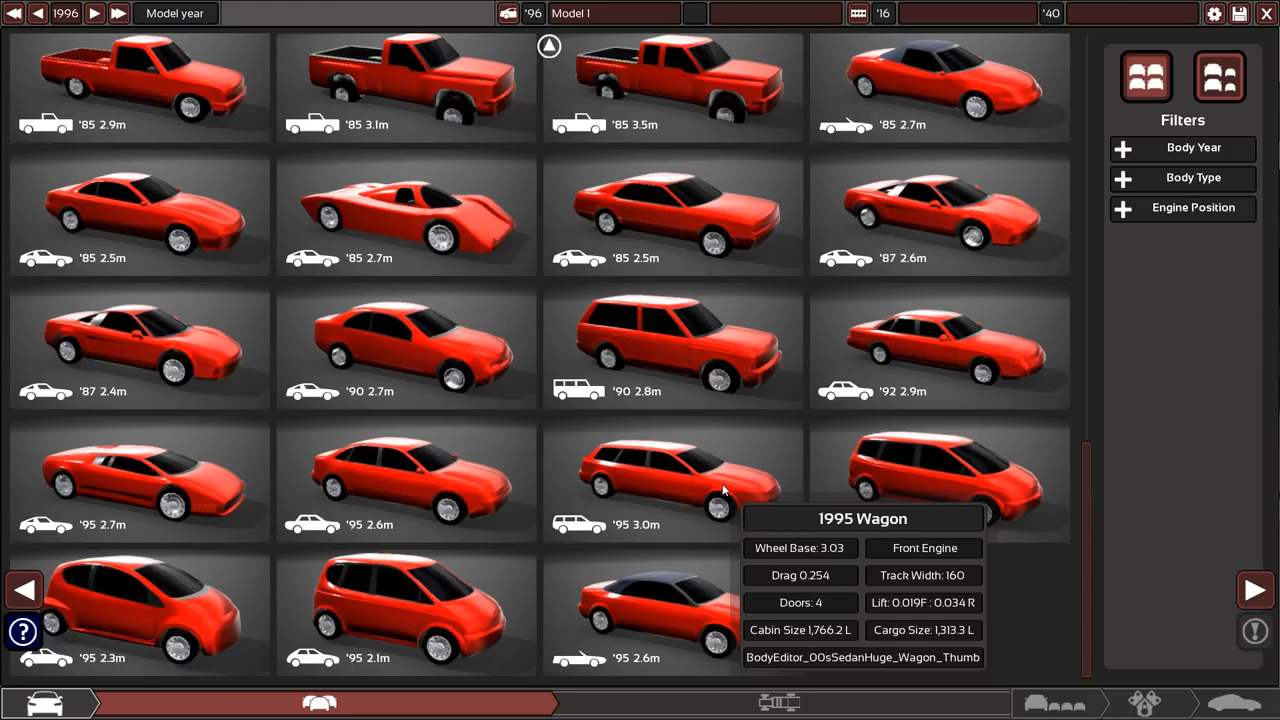 1996 Model year '96 Model 1 '16 '40
'85 2.9m '85 3.1m '85 3.5m '85 2.7m
Filters
Body Year
Body Type
Engine Position
'85 2.5m '85 2.7m '85 2.5m '87 2.6m
'87 2.4m '90 2.7m '90 2.8m '92 2.9m
'95 2.7m '95 2.6m '95 3.0m
1995 Wagon
Wheel Base: 3.03 Front Engine
Drag 0.254 Track Width: 160
Doors: 4 Lift: 0.019F : 0.034 R
Cabin Size 1,766.2 L Cargo Size: 1,313.3 L
BodyEditor_00sSedanHuge_Wagon_Thumb
'95 2.3m '95 2.1m '95 2.6m